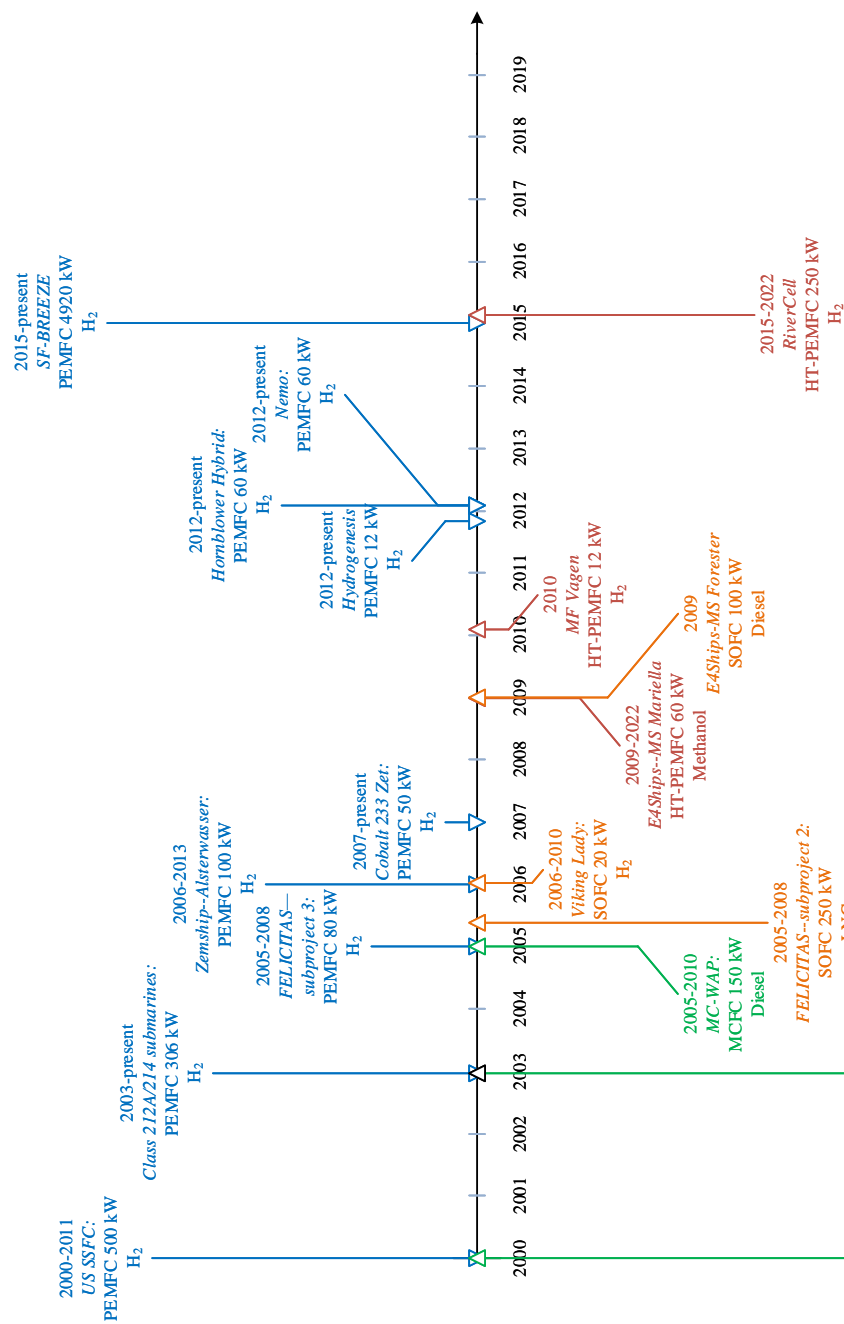 2000-2011
US SSFC:
PEMFC 500 kW
H₂
2003-present
Class 212A/214 submarines:
PEMFC 306 kW
H₂
2005-2008
FELICITAS—
subproject 3:
PEMFC 80 kW
H₂
2006-2013
Zemship--Alsterwasser:
PEMFC 100 kW
H₂
2007-present
Cobalt 233 Zet:
PEMFC 50 kW
H₂
2012-present
Hydrogenesis
PEMFC 12 kW
H₂
2012-present
Hornblower Hybrid:
PEMFC 60 kW
H₂
2012-present
Nemo:
PEMFC 60 kW
H₂
2015-present
SF-BREEZE
PEMFC 4920 kW
H₂
2000
2001
2002
2003
2004
2005
2006
2007
2008
2009
2010
2011
2012
2013
2014
2015
2016
2017
2018
2019
2005-2010
MC-WAP:
MCFC 150 kW
Diesel
2005-2008
FELICITAS--subproject 2:
SOFC 250 kW
2006-2010
Viking Lady:
SOFC 20 kW
H₂
2009-2022
E4Ships--MS Mariella
HT-PEMFC 60 kW
Methanol
2009
E4Ships-MS Forester
SOFC 100 kW
Diesel
2010
MF Vagen
HT-PEMFC 12 kW
H₂
2015-2022
RiverCell
HT-PEMFC 250 kW
H₂